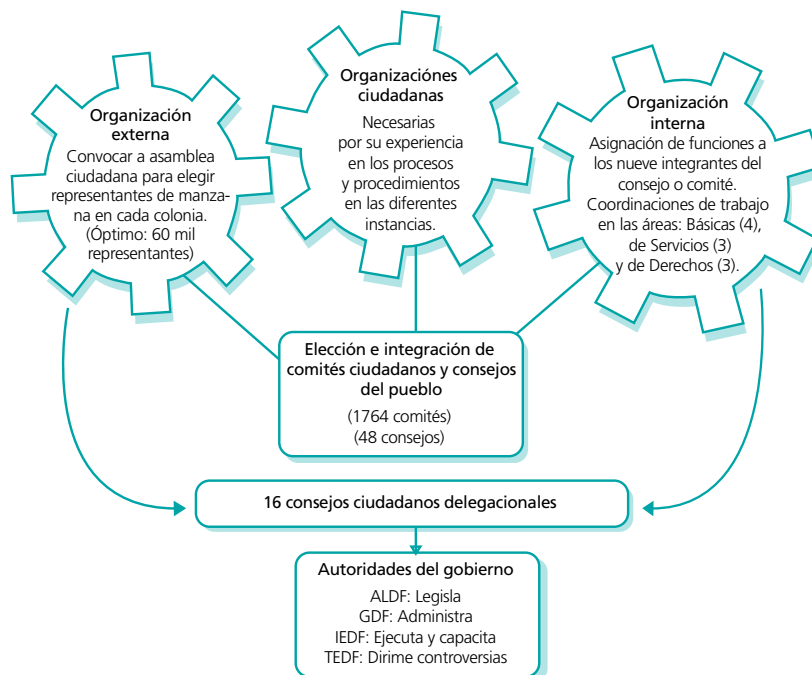 Organización
externa
Convocar a asamblea
ciudadana para elegir
representantes de manza-
na en cada colonia.
(Óptimo: 60 mil
representantes)
Organizaciónes
ciudadanas
Necesarias
por su experiencia
en los procesos
y procedimientos
en las diferentes
instancias.
Organización
interna
Asignación de funciones a
los nueve integrantes del
consejo o comité.
Coordinaciones de trabajo
en las áreas: Básicas (4),
de Servicios (3)
y de Derechos (3).
Elección e integración de
comités ciudadanos y consejos
del pueblo
(1764 comités)
(48 consejos)
16 consejos ciudadanos delegacionales
Autoridades del gobierno
ALDF: Legisla
GDF: Administra
IEDF: Ejecuta y capacita
TEDF: Dirime controversias